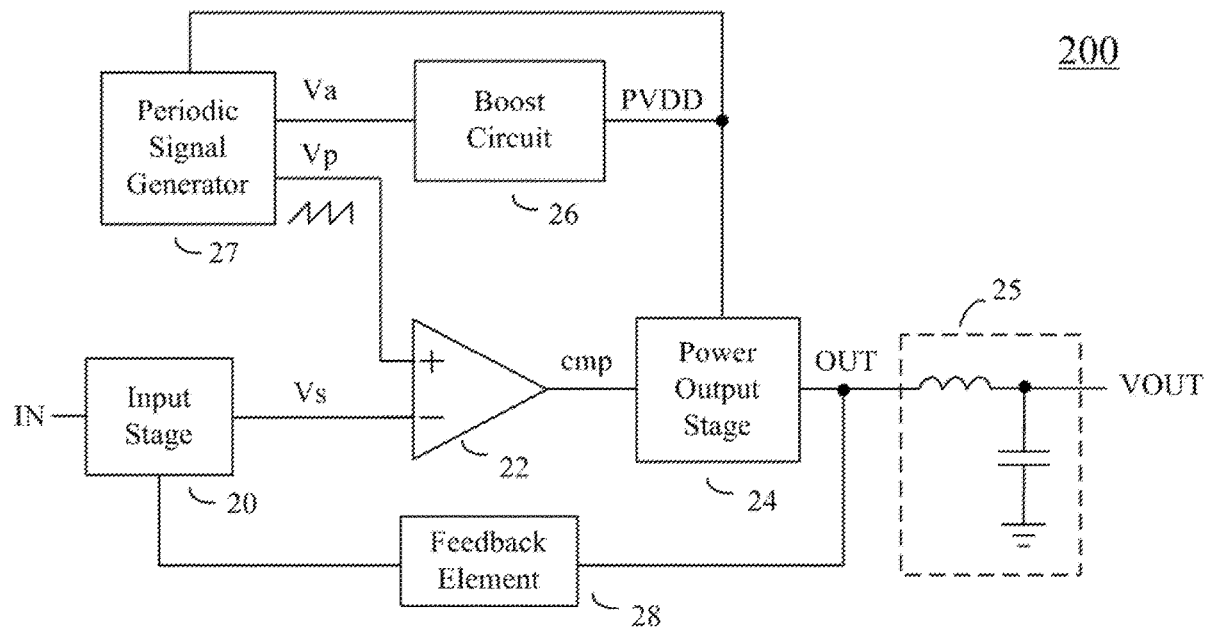 200
Periodic
Signal
Generator
Va
Vp
27
Boost
Circuit
26
PVDD
IN
Input
Stage
20
Vs
+
−
22
cmp
Power
Output
Stage
24
OUT
25
VOUT
Feedback
Element
28